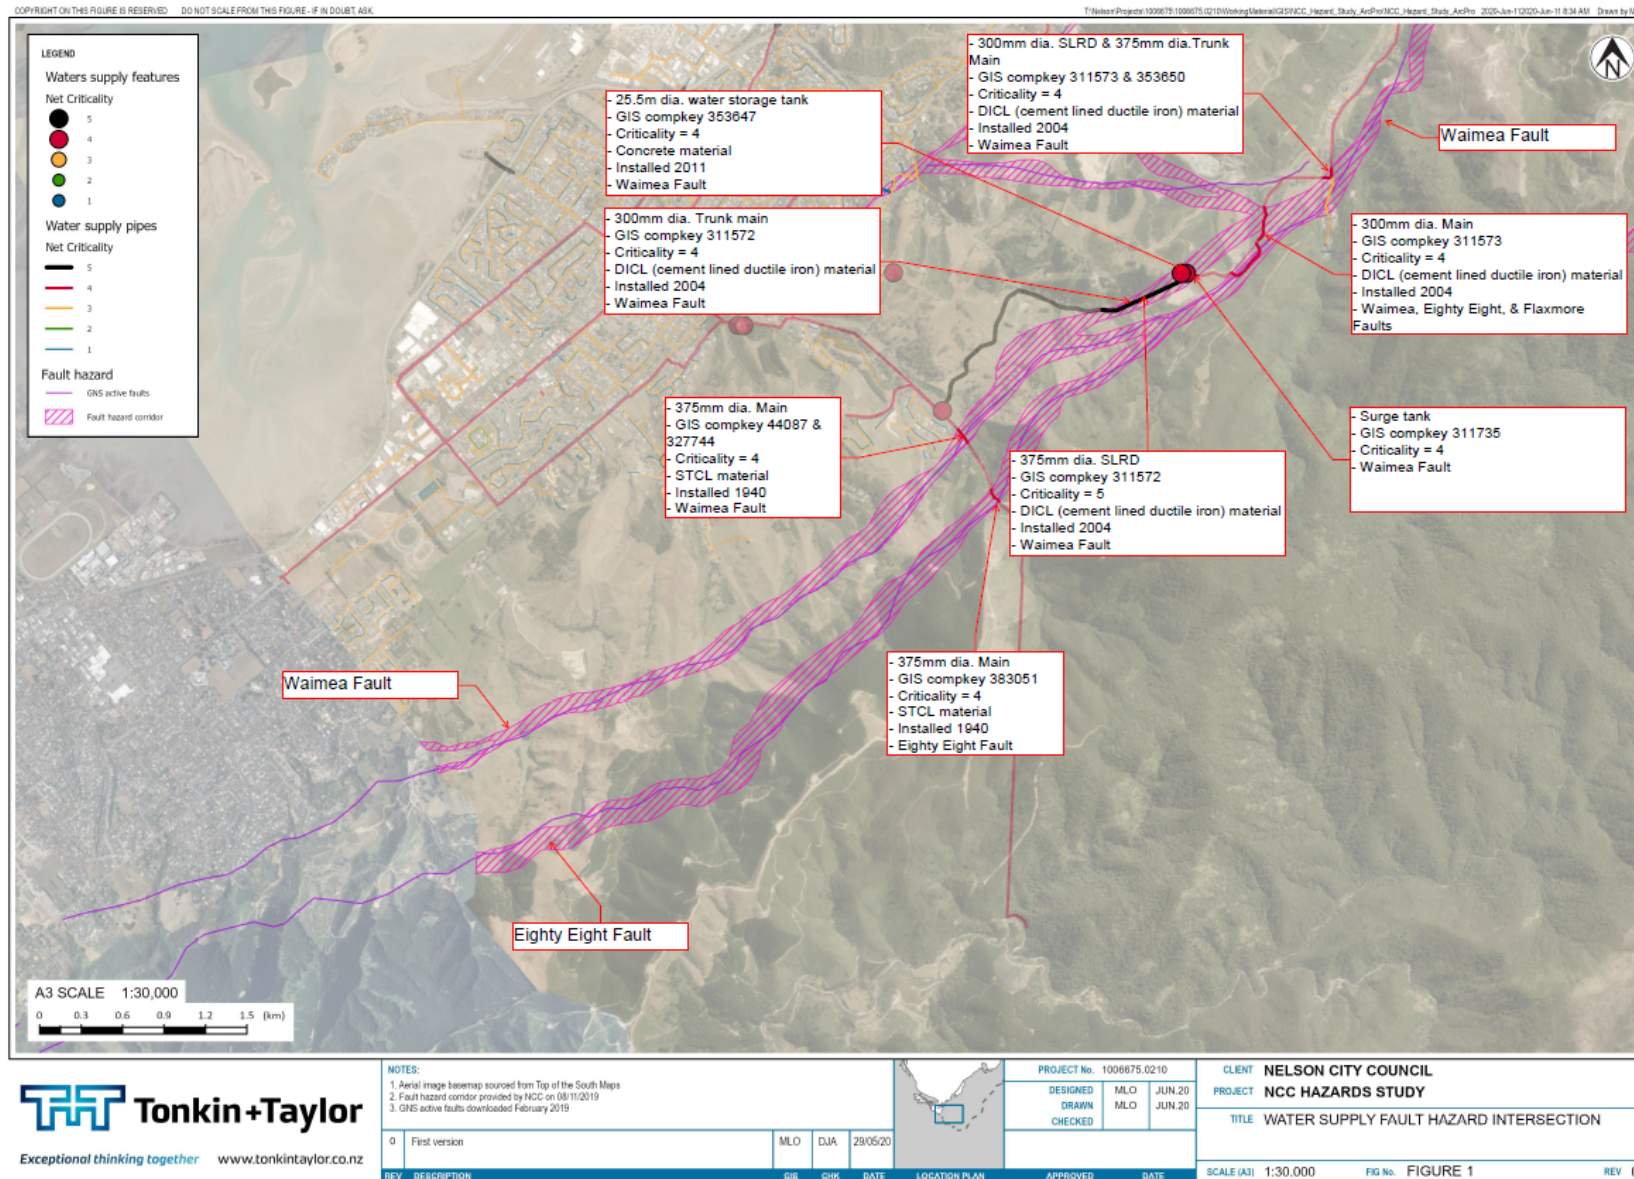 COPYRIGHT ON THIS FIGURE IS RESERVED DO NOT SCALE FROM THIS FIGURE - IF IN DOUBT, ASK.
LEGEND
Waters supply features
Net Criticality
5
4
3
2
1
Water supply pipes
Net Criticality
5
4
3
2
1
Fault hazard
GNS active faults
Fault hazard corridor
- 25.5m dia. water storage tank
- GIS compkey 353647
- Criticality = 4
- Concrete material
- Installed 2011
- Waimea Fault
- 300mm dia. SLRD & 375mm dia.Trunk
Main
- GIS compkey 311573 & 353650
- Criticality = 4
- DICL (cement lined ductile iron) material
- Installed 2004
- Waimea Fault
N
Waimea Fault
- 300mm dia. Trunk main
- GIS compkey 311572
- Criticality = 4
- DICL (cement lined ductile iron) material
- Installed 2004
- Waimea Fault
- 300mm dia. Main
- GIS compkey 311573
- Criticality = 4
- DICL (cement lined ductile iron) material
- Installed 2004
- Waimea, Eighty Eight, & Flaxmore
Faults
- 375mm dia. Main
- GIS compkey 44087 &
327744
- Criticality = 4
- STCL material
- Installed 1940
- Waimea Fault
- Surge tank
- GIS compkey 311735
- Criticality = 4
- Waimea Fault
- 375mm dia. SLRD
- GIS compkey 311572
- Criticality = 5
- DICL (cement lined ductile iron) material
- Installed 2004
- Waimea Fault
Waimea Fault
- 375mm dia. Main
- GIS compkey 383051
- Criticality = 4
- STCL material
- Installed 1940
- Eighty Eight Fault
Eighty Eight Fault
A3 SCALE 1:30,000
0 0.3 0.6 0.9 1.2 1.5 (km)
Tonkin+Taylor
Exceptional thinking together www.tonkintaylor.co.nz
NOTES:
1. Aerial image basemap sourced from Top of the South Maps
2. Fault hazard corridor provided by NCC on 08/11/2019
3. GNS active faults downloaded February 2019
0 First version MLO DJA 29/05/20
REV DESCRIPTION GIS CHK DATE
LOCATION PLAN
PROJECT No. 1006675.0210
DESIGNED MLO JUN.20
DRAWN MLO JUN.20
CHECKED
APPROVED DATE
CLIENT NELSON CITY COUNCIL
PROJECT NCC HAZARDS STUDY
TITLE WATER SUPPLY FAULT HAZARD INTERSECTION
SCALE (A3) 1:30.000 FIG No. FIGURE 1 REV